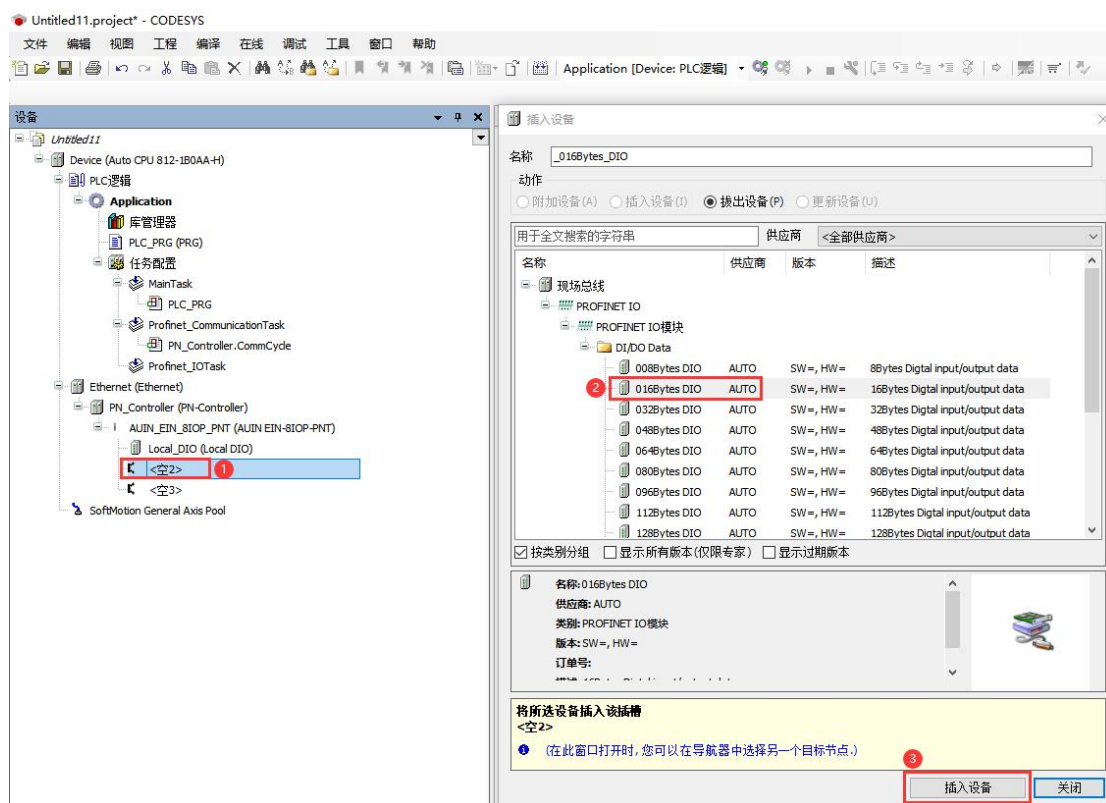 Untitled11.project* - CODESYS
文件 编辑 视图 工程 编译 在线 调试 工具 窗口 帮助
Application [Device: PLC逻辑]
设备
Untitled11
Device (Auto CPU 812-1B0AA-H)
PLC逻辑
Application
库管理器
PLC_PRG (PRG)
任务配置
MainTask
PLC_PRG
Profinet_CommunicationTask
PN_Controller.CommCycle
Profinet_IOTask
Ethernet (Ethernet)
PN_Controller (PN-Controller)
AUIN_EIN_8IOP_PNT (AUIN EIN-8IOP-PNT)
Local_DIO (Local DIO)
<空2> 1
<空3>
SoftMotion General Axis Pool
插入设备
名称 _016Bytes_DIO
动作
附加设备(A) 插入设备(I) 拔出设备(P) 更新设备(U)
用于全文搜索的字符串 供应商 <全部供应商>
名称 供应商 版本 描述
现场总线
PROFINET IO
PROFINET IO模块
DI/DO Data
008Bytes DIO AUTO SW=, HW= 8Bytes Digtal input/output data
2 016Bytes DIO AUTO SW=, HW= 16Bytes Digtal input/output data
032Bytes DIO AUTO SW=, HW= 32Bytes Digtal input/output data
048Bytes DIO AUTO SW=, HW= 48Bytes Digtal input/output data
064Bytes DIO AUTO SW=, HW= 64Bytes Digtal input/output data
080Bytes DIO AUTO SW=, HW= 80Bytes Digtal input/output data
096Bytes DIO AUTO SW=, HW= 96Bytes Digtal input/output data
112Bytes DIO AUTO SW=, HW= 112Bytes Digtal input/output data
128Bytes DIO AUTO SW=, HW= 128Bytes Digtal input/output data
按类别分组 显示所有版本(仅限专家) 显示过期版本
名称: 016Bytes DIO
供应商: AUTO
类别: PROFINET IO模块
版本: SW=, HW=
订单号:
将所选设备插入该插槽
<空2>
(在此窗口打开时, 您可以在导航器中选择另一个目标节点.)
3
插入设备 关闭